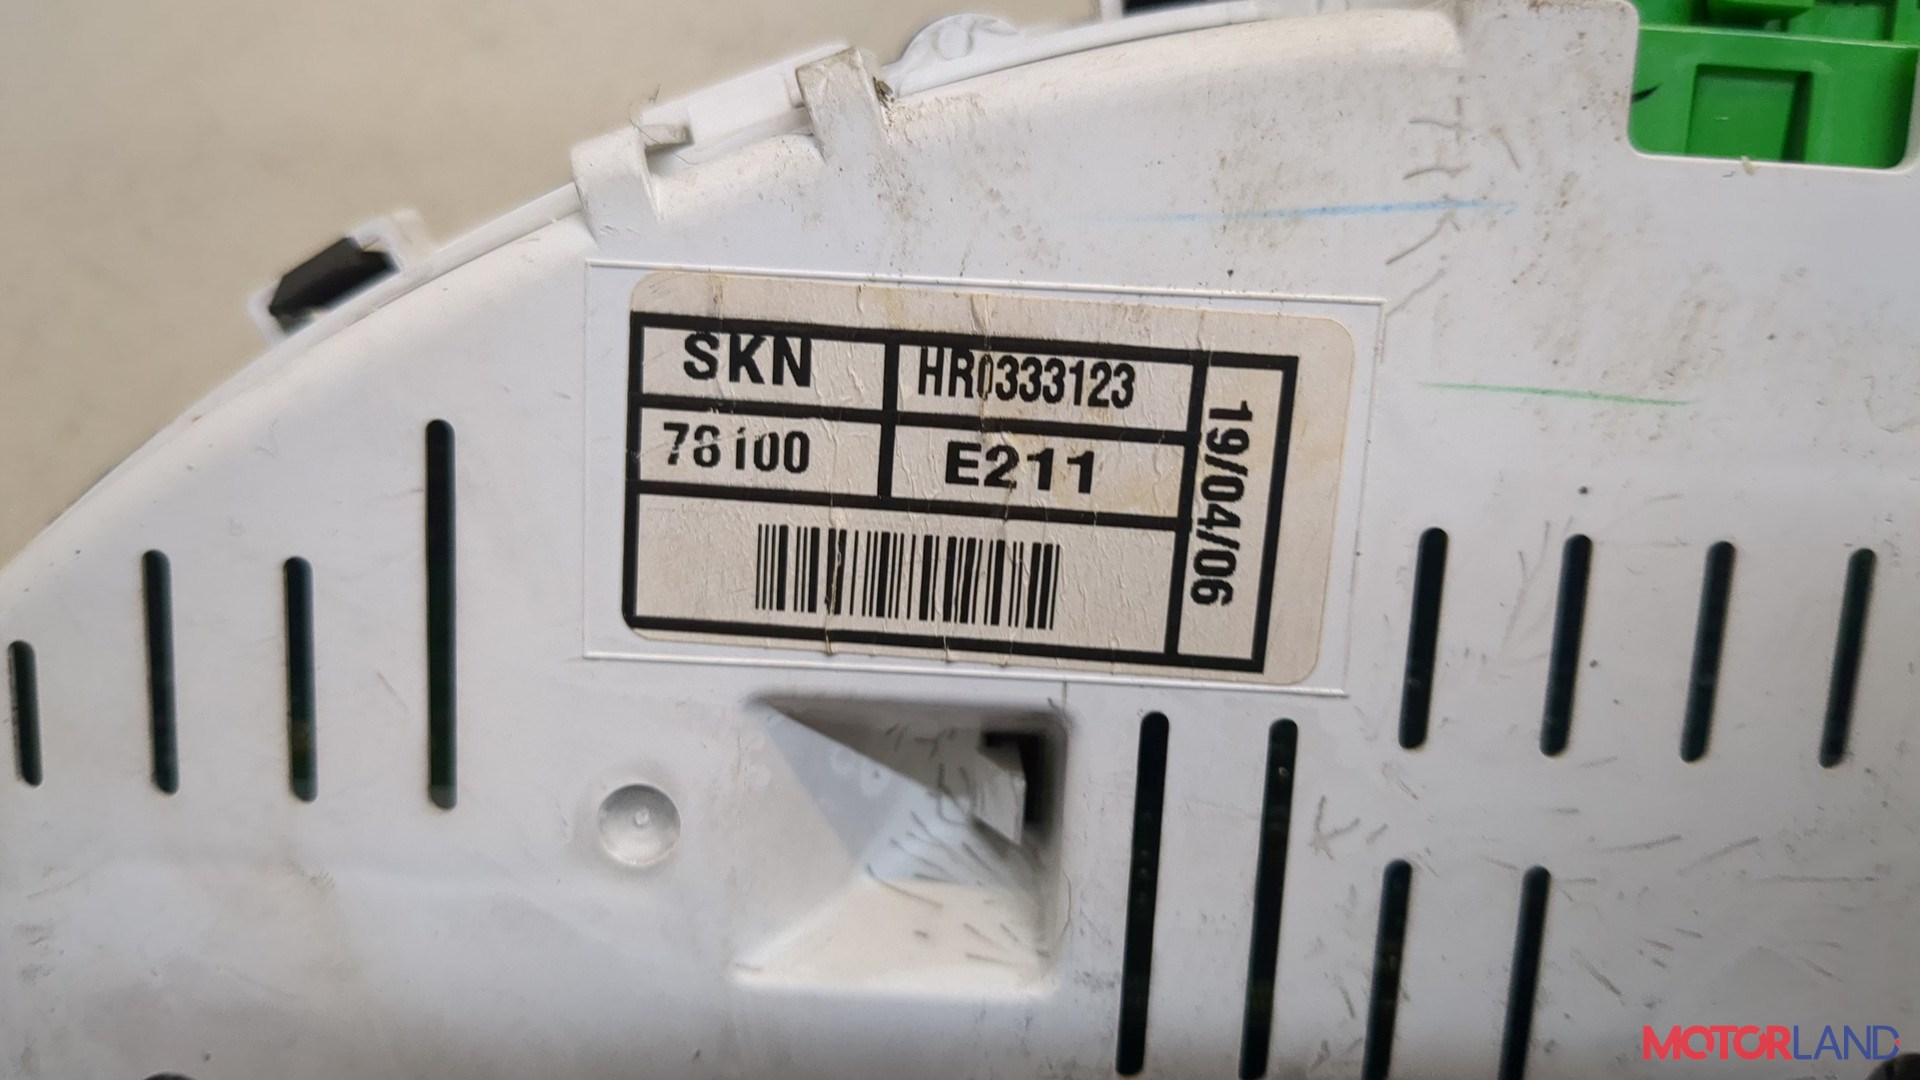 SKN
HR0333123
78100
E211
19/04/06
MOTORLAND